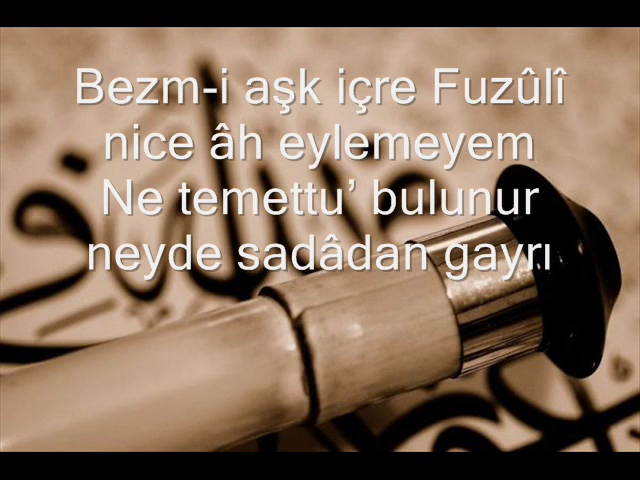 Bezm-i aşk içre Fuzûlî
nice âh eylemeyem
Ne temettu’ bulunur
neyde sadâdan gayrı